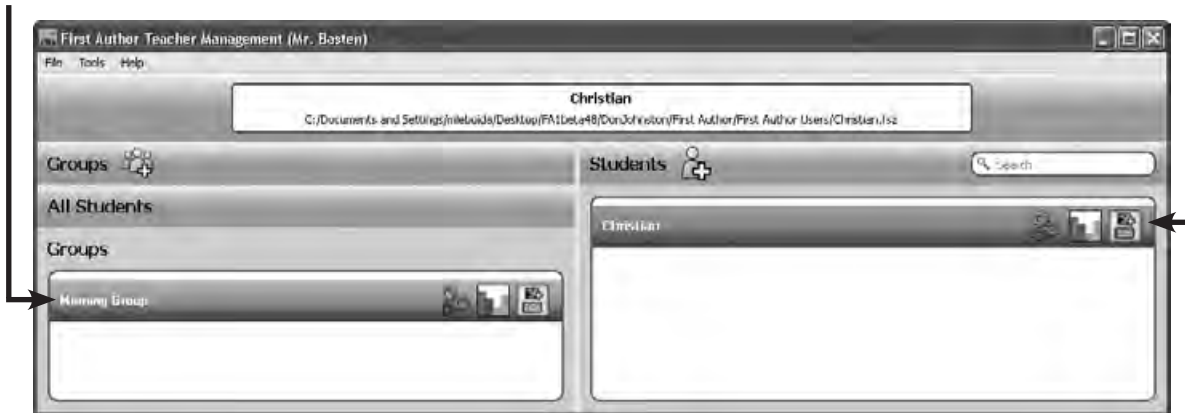 First Author Teacher Management (Mr. Basten)
File Tools Help
Christian
C:/Documents and Settings/nleboida/Desktop/FA1beta48/DonJohnston/First Author/First Author Users/Christian.fsz
Groups
Students
Search
All Students
Christian
Groups
Morning Group